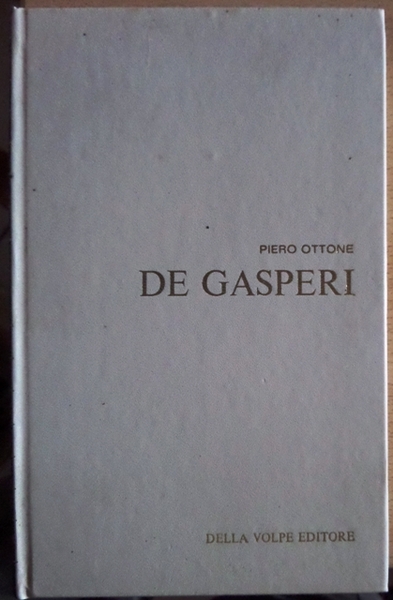 PIERO OTTONE
DE GASPERI
DELLA VOLPE EDITORE